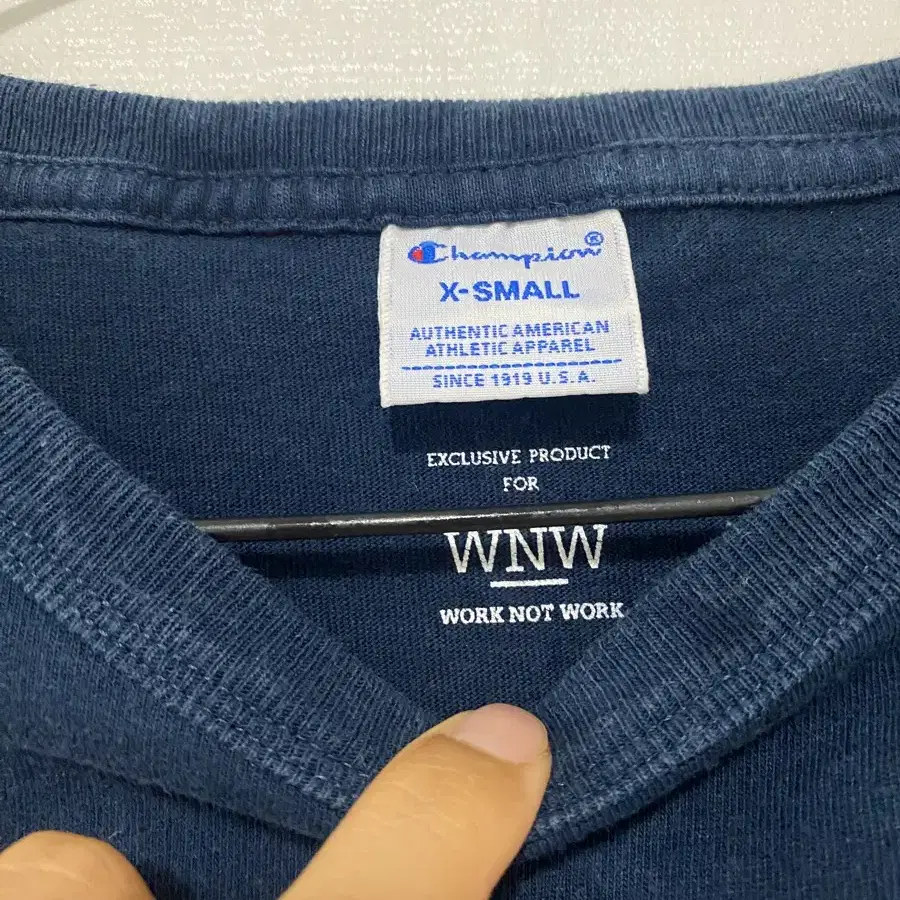 Champion®
X-SMALL
AUTHENTIC AMERICAN
ATHLETIC APPAREL
SINCE 1919 U.S.A.
EXCLUSIVE PRODUCT
FOR
WNW
WORK NOT WORK